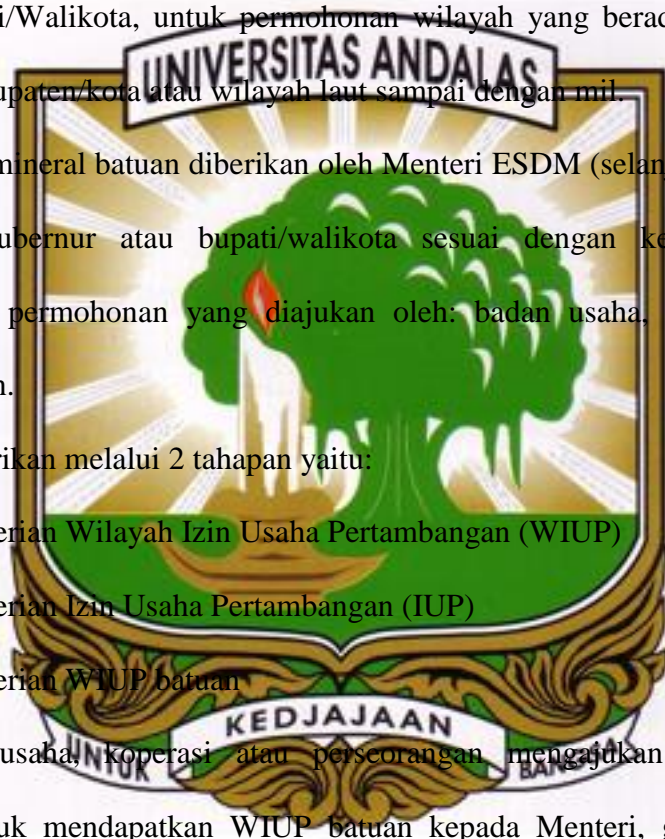 i/Walikota, untuk permohonan wilayah yang berad
UNIVERSITAS ANDALAS
upaten/kota atau wilayah laut sampai dengan mil.
mineral batuan diberikan oleh Menteri ESDM (selan
ubernur atau bupati/walikota sesuai dengan ke
permohonan yang diajukan oleh: badan usaha,
n.
rikan melalui 2 tahapan yaitu:
erian Wilayah Izin Usaha Pertambangan (WIUP)
erian Izin Usaha Pertambangan (IUP)
erian WIUP batuan
KEDJAJAAN
usaha, koperasi atau perseorangan mengajukan
UNTUK BANGSA
uk mendapatkan WIUP batuan kepada Menteri,